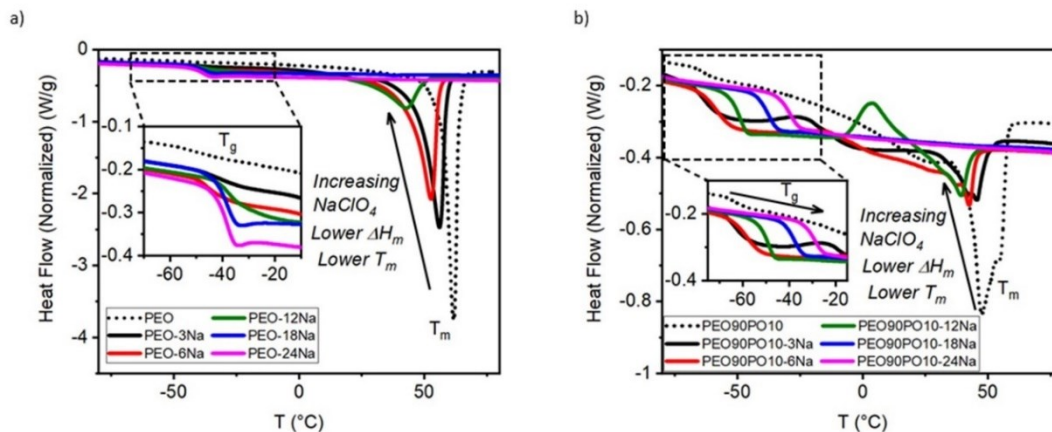 a)
0
-1
-2
-3
-4
Heat Flow (Normalized) (W/g)
-0.1
-0.2
-0.3
-0.4
-60 -40 -20
Tg
Increasing
NaClO4
Lower ΔHm
Lower Tm
Tm
PEO
PEO-3Na
PEO-6Na
PEO-12Na
PEO-18Na
PEO-24Na
-50 0 50
T (°C)
b)
-0.2
-0.4
-0.6
-0.8
-1
Heat Flow (Normalized) (W/g)
-0.2
-0.4
-75 -50 -25
Tg
Increasing
NaClO4
Lower ΔHm
Lower Tm
Tm
PEO90PO10
PEO90PO10-3Na
PEO90PO10-6Na
PEO90PO10-12Na
PEO90PO10-18Na
PEO90PO10-24Na
-50 0 50
T (°C)